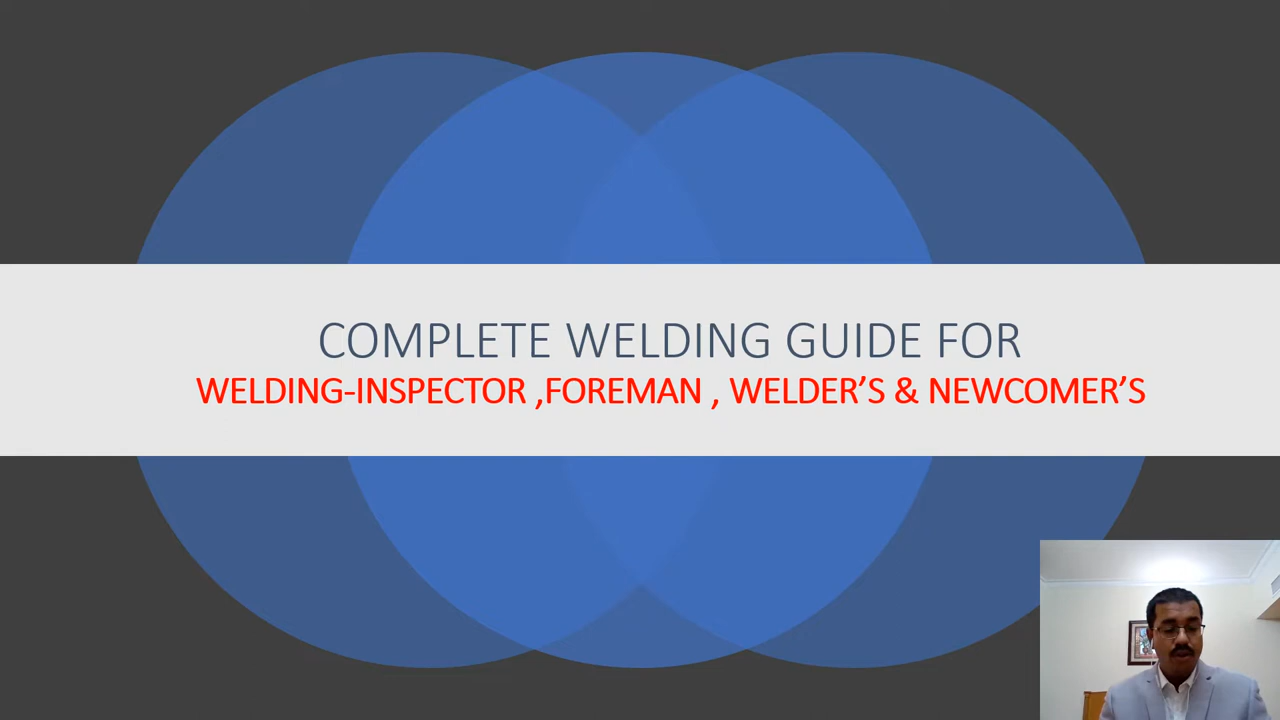 COMPLETE WELDING GUIDE FOR
WELDING-INSPECTOR ,FOREMAN , WELDER’S & NEWCOMER’S